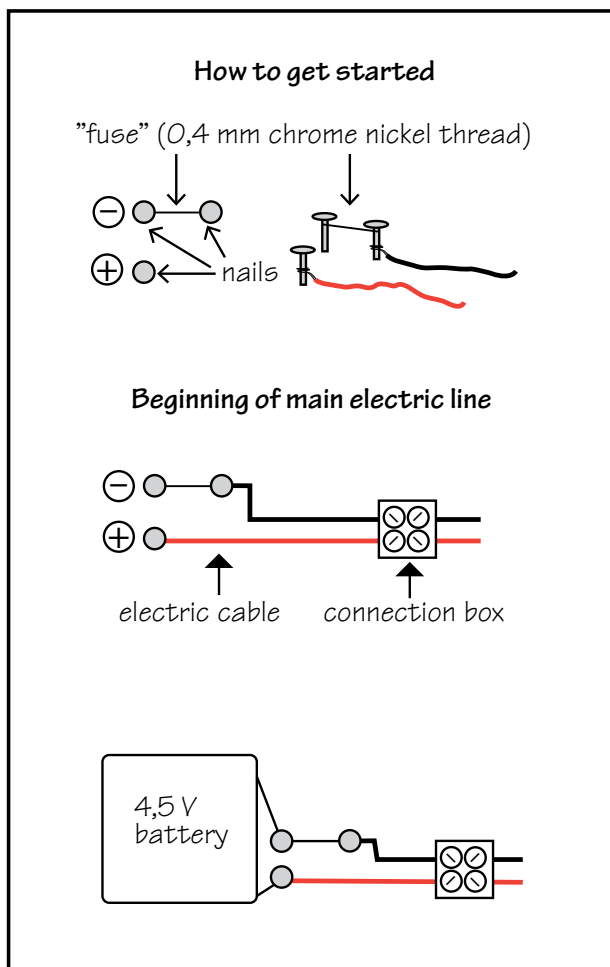 How to get started
”fuse” (0,4 mm chrome nickel thread)
−
+
nails
Beginning of main electric line
−
+
electric cable
connection box
4,5 V
battery